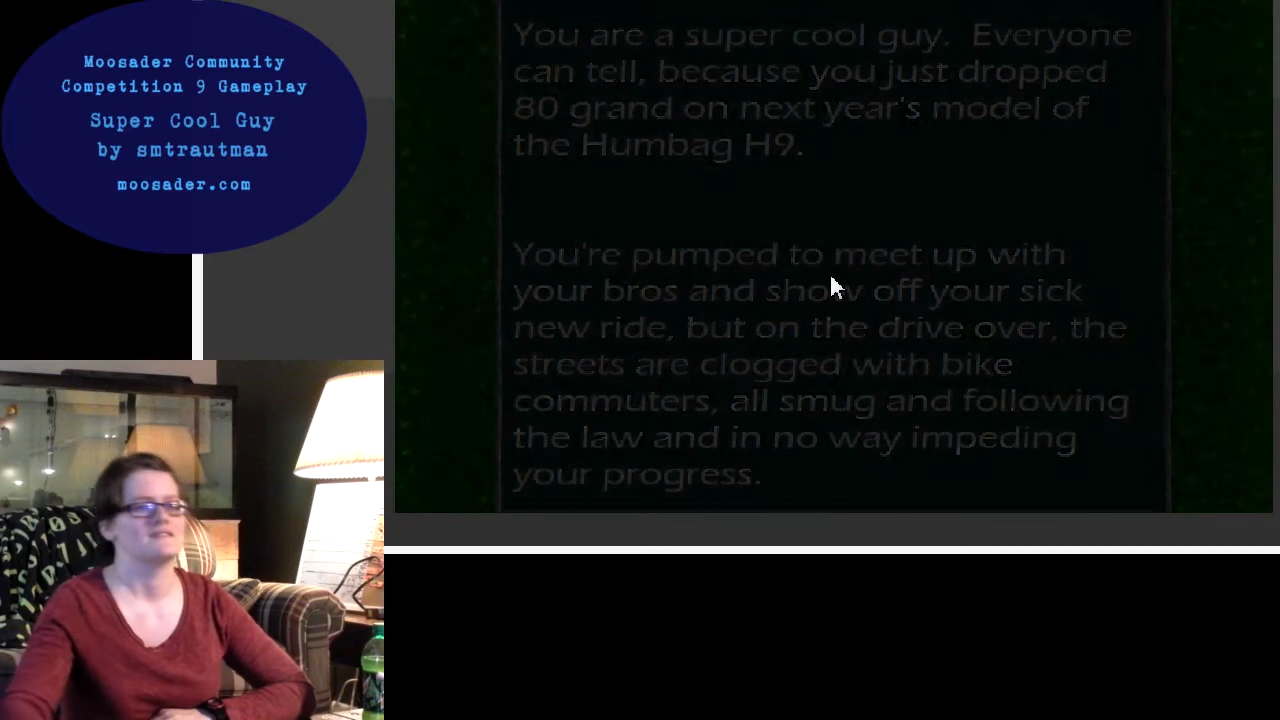 Moosader Community
Competition 9 Gameplay
Super Cool Guy
by smtrautman
moosader.com
You are a super cool guy.  Everyone
can tell, because you just dropped
80 grand on next year's model of
the Humbag H9.
You're pumped to meet up with
your bros and show off your sick
new ride, but on the drive over, the
streets are clogged with bike
commuters, all smug and following
the law and in no way impeding
your progress.